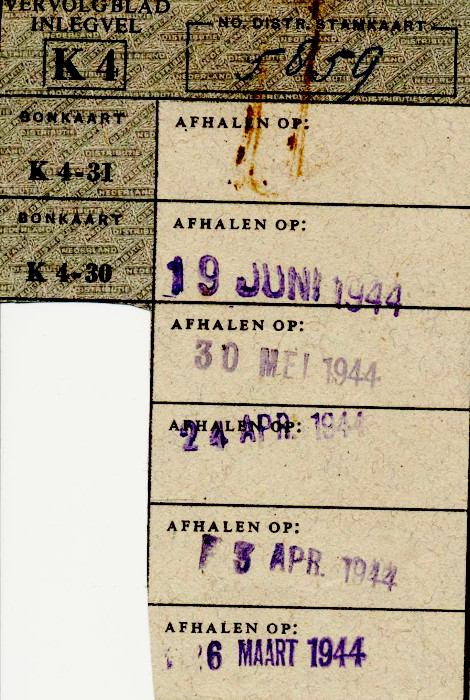 VERVOLGBLAD
INLEGVEL
K 4
NO. DISTR. STAMKAART
5859
BONKAART
K 4-31
AFHALEN OP:
BONKAART
K 4-30
AFHALEN OP:
19 JUNI 1944
AFHALEN OP:
30 MEI 1944
AFHALEN OP:
24 APR. 1944
AFHALEN OP:
3 APR. 1944
AFHALEN OP:
6 MAART 1944